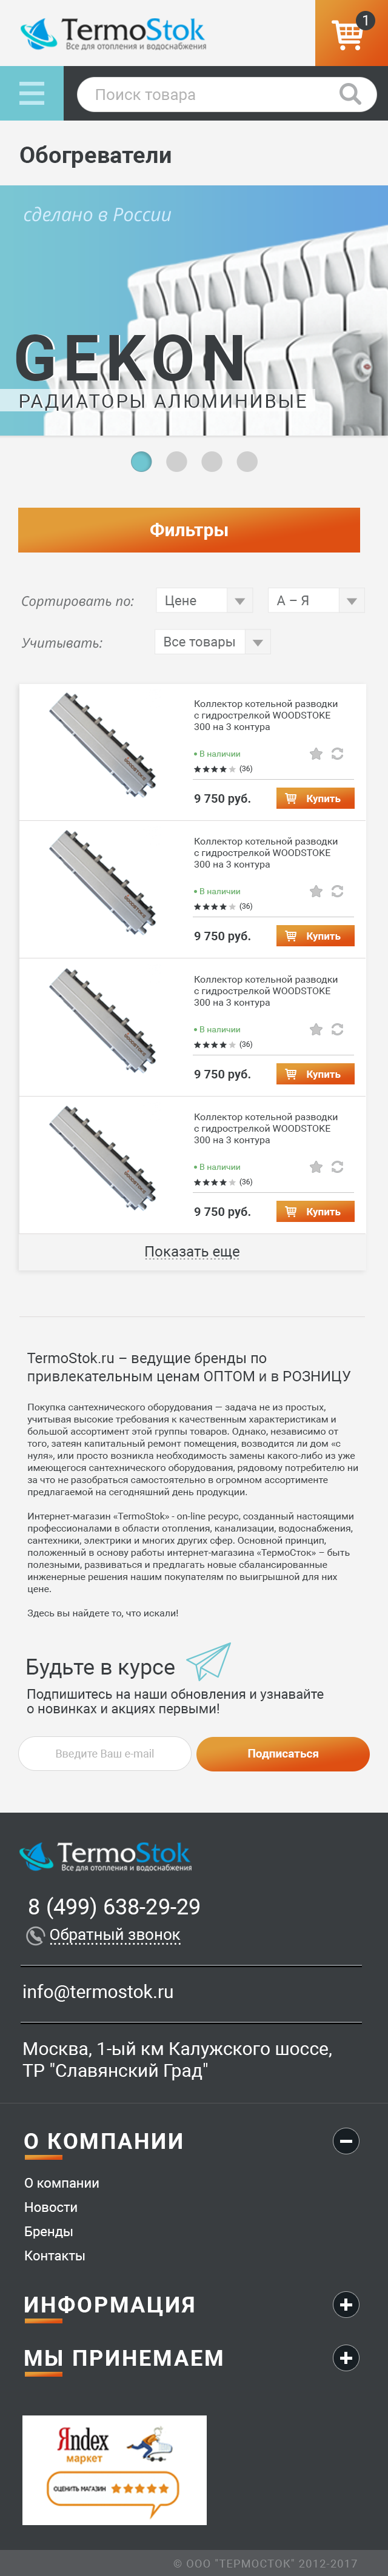 TermoStok
Все для отопления и водоснабжения
1
Поиск товара
Обогреватели
сделано в России
GEKON
РАДИАТОРЫ АЛЮМИНИВЫЕ
Фильтры
Сортировать по:
Цене
А – Я
Учитывать:
Все товары
Коллектор котельной разводки
с гидрострелкой WOODSTOKE
300 на 3 контура
В наличии
(36)
9 750 руб.
Купить
Коллектор котельной разводки
с гидрострелкой WOODSTOKE
300 на 3 контура
В наличии
(36)
9 750 руб.
Купить
Коллектор котельной разводки
с гидрострелкой WOODSTOKE
300 на 3 контура
В наличии
(36)
9 750 руб.
Купить
Коллектор котельной разводки
с гидрострелкой WOODSTOKE
300 на 3 контура
В наличии
(36)
9 750 руб.
Купить
Показать еще
TermoStok.ru – ведущие бренды по
привлекательным ценам ОПТОМ и в РОЗНИЦУ
Покупка сантехнического оборудования — задача не из простых,
учитывая высокие требования к качественным характеристикам и
большой ассортимент этой группы товаров. Однако, независимо от
того, затеян капитальный ремонт помещения, возводится ли дом «с
нуля», или просто возникла необходимость замены какого-либо из уже
имеющегося сантехнического оборудования, рядовому потребителю ни
за что не разобраться самостоятельно в огромном ассортименте
предлагаемой на сегодняшний день продукции.
Интернет-магазин «TermoStok» - on-line ресурс, созданный настоящими
профессионалами в области отопления, канализации, водоснабжения,
сантехники, электрики и многих других сфер. Основной принцип,
положенный в основу работы интернет-магазина «ТермоСток» – быть
полезными, развиваться и предлагать новые сбалансированные
инженерные решения нашим покупателям по выигрышной для них
цене.
Здесь вы найдете то, что искали!
Будьте в курсе
Подпишитесь на наши обновления и узнавайте
о новинках и акциях первыми!
Введите Ваш e-mail
Подписаться
TermoStok
Все для отопления и водоснабжения
8 (499) 638-29-29
Обратный звонок
info@termostok.ru
Москва, 1-ый км Калужского шоссе,
ТР "Славянский Град"
О КОМПАНИИ
О компании
Новости
Бренды
Контакты
ИНФОРМАЦИЯ
МЫ ПРИНЕМАЕМ
Яndex
маркет
ОЦЕНИТЬ МАГАЗИН
© ООО "ТЕРМОСТОК" 2012-2017